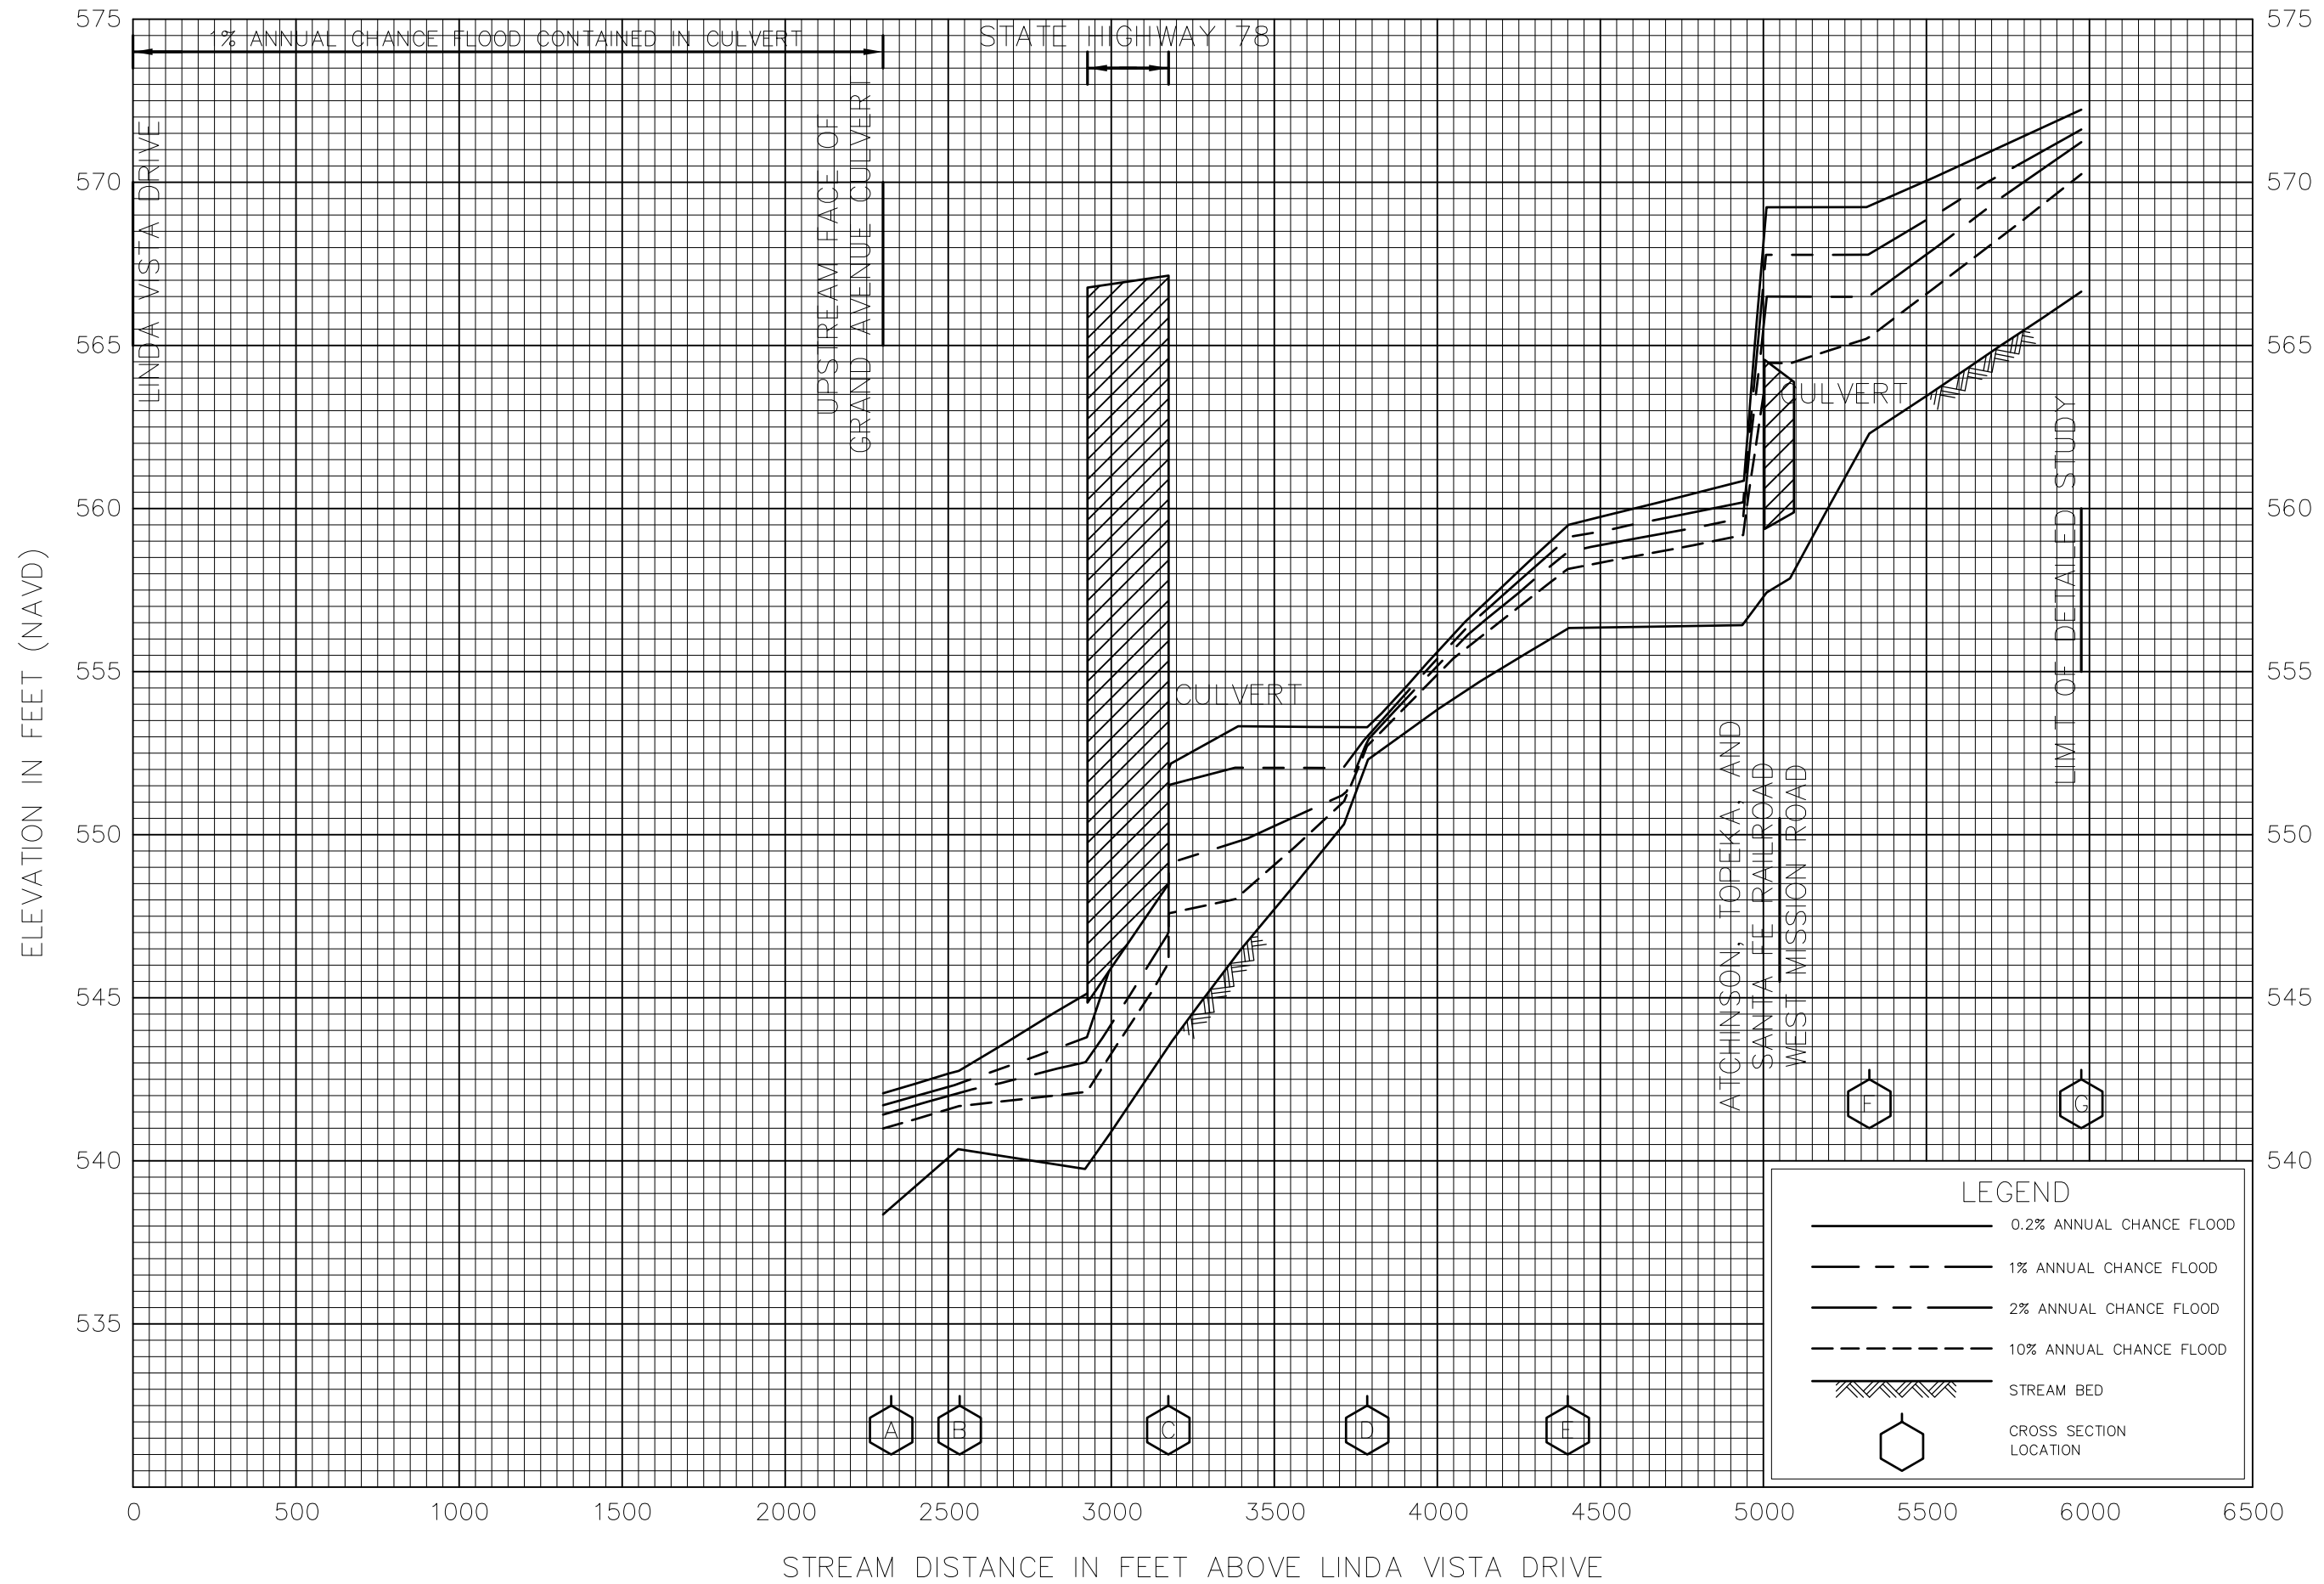 575
575
1% ANNUAL CHANCE FLOOD CONTAINED IN CULVERT
STATE HIGHWAY 78
LINDA VISTA DRIVE
UPSTREAM FACE OF
GRAND AVENUE CULVERT
570
570
565
565
CULVERT
560
560
LIMIT OF DETAILED STUDY
ELEVATION IN FEET (NAVD)
555
555
CULVERT
ATCHINSON, TOPEKA, AND
SANTA FE RAILROAD
WEST MISSION ROAD
550
550
545
545
F
G
540
540
LEGEND
0.2% ANNUAL CHANCE FLOOD
1% ANNUAL CHANCE FLOOD
2% ANNUAL CHANCE FLOOD
10% ANNUAL CHANCE FLOOD
STREAM BED
CROSS SECTION
LOCATION
535
A
B
C
D
E
0
500
1000
1500
2000
2500
3000
3500
4000
4500
5000
5500
6000
6500
STREAM DISTANCE IN FEET ABOVE LINDA VISTA DRIVE